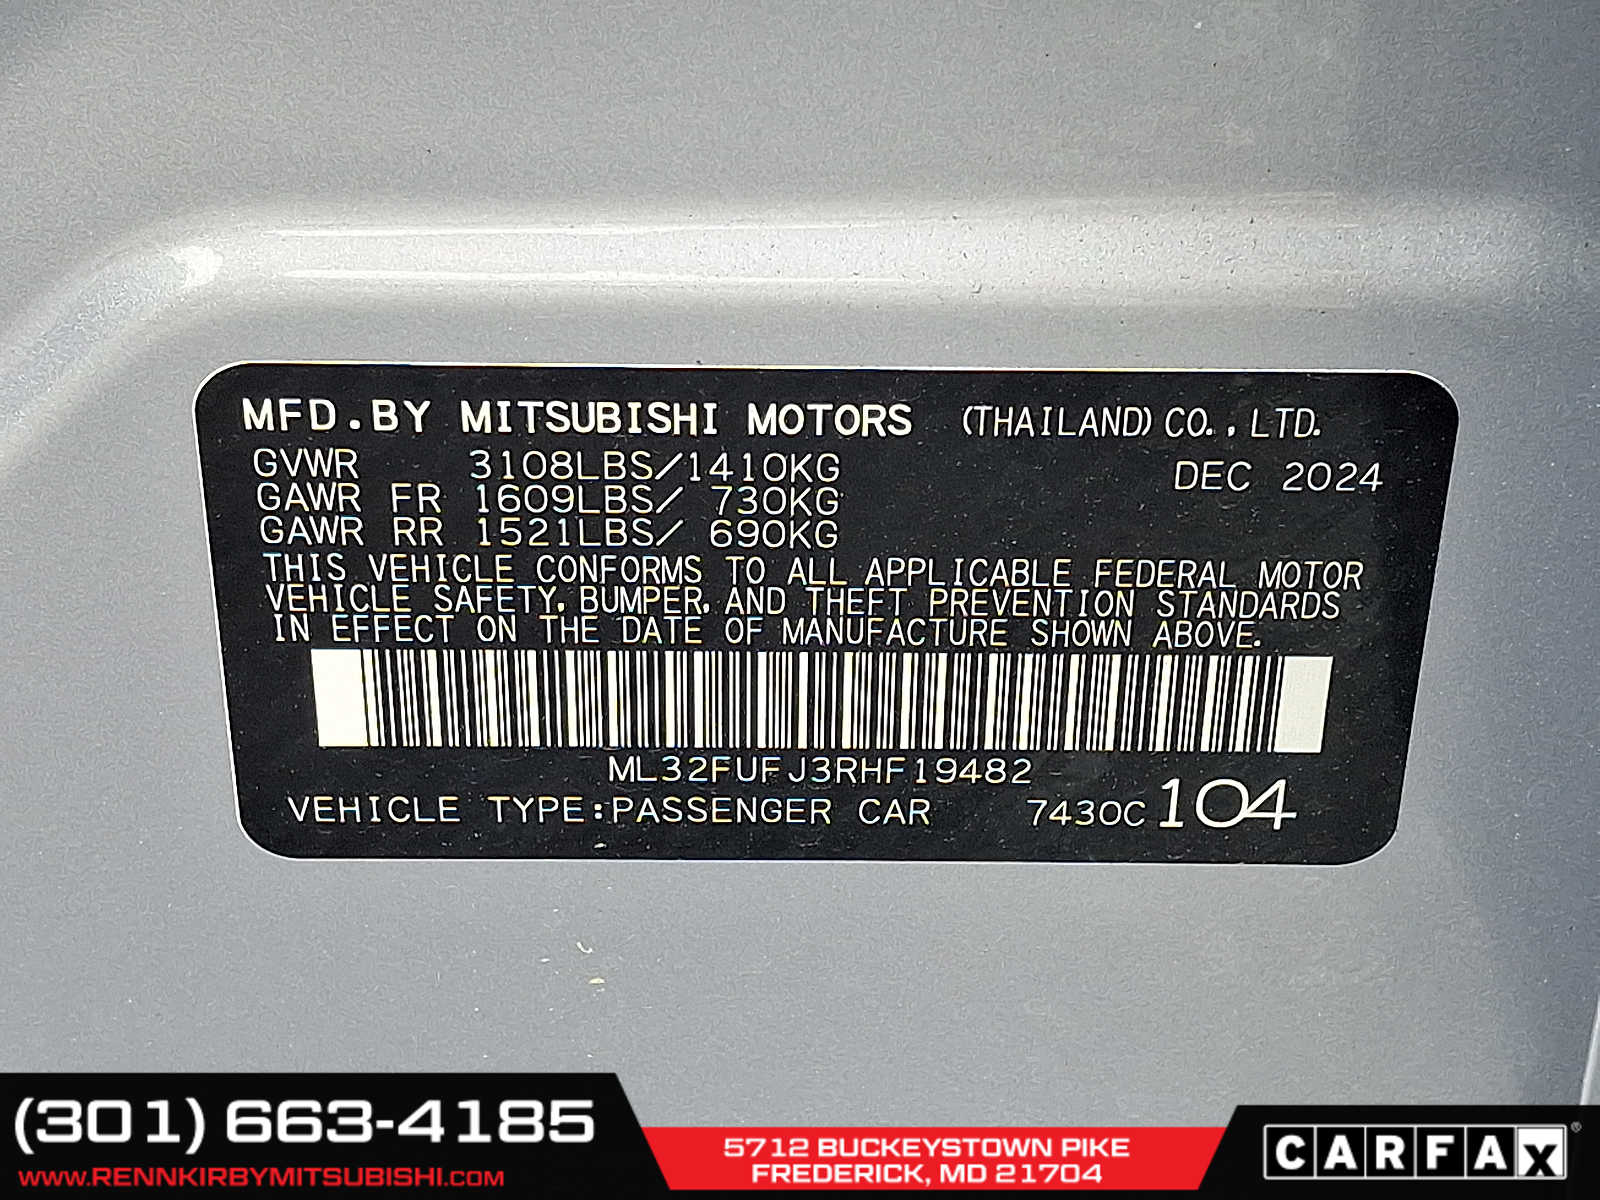 MFD.BY MITSUBISHI MOTORS (THAILAND) CO.,LTD.
GVWR 3108LBS/1410KG DEC 2024
GAWR FR 1609LBS/ 730KG
GAWR RR 1521LBS/ 690KG
THIS VEHICLE CONFORMS TO ALL APPLICABLE FEDERAL MOTOR
VEHICLE SAFETY, BUMPER, AND THEFT PREVENTION STANDARDS
IN EFFECT ON THE DATE OF MANUFACTURE SHOWN ABOVE.
ML32FUFJ3RHF19482
VEHICLE TYPE:PASSENGER CAR 7430C 104
(301) 663-4185
WWW.RENNKIRBYMITSUBISHI.COM
5712 BUCKEYSTOWN PIKE
FREDERICK, MD 21704
CARFAX®